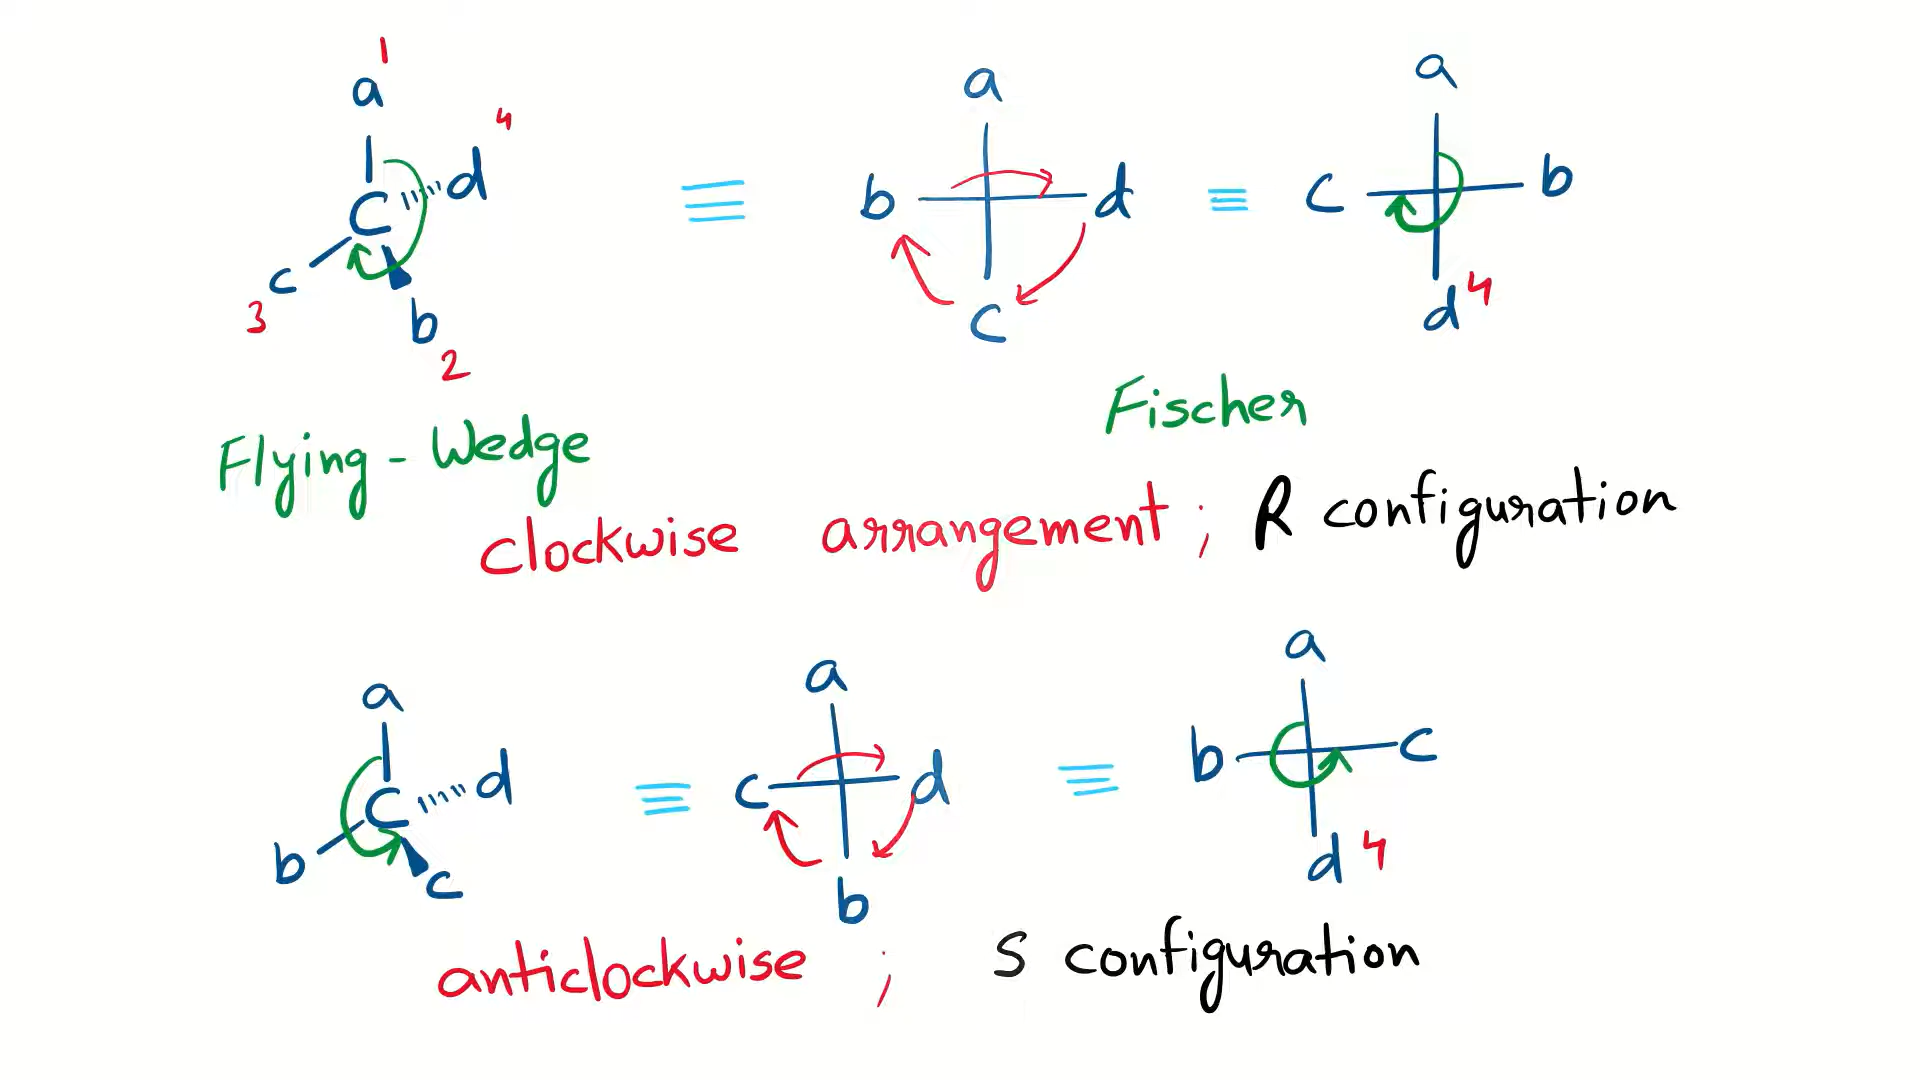 a 1
d 4
C
c 3
b 2
a
b d
c
a
c b
d 4
Flying - Wedge
Fischer
clockwise arrangement ; R configuration
a
d
C
b
c
a
c d
b
a
b c
d 4
anticlockwise ; S configuration